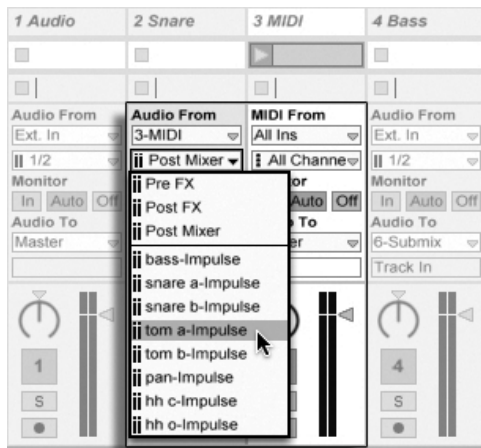 1 Audio 2 Snare 3 MIDI 4 Bass
Audio From Audio From MIDI From Audio From
Ext. In 3-MIDI All Ins Ext. In
1/2 Post Mixer All Channe 1/2
Monitor Monitor
In Auto Off Auto Off In Auto Off
Audio To To Audio To
Master 6-Submix
Track In
Pre FX
Post FX
Post Mixer
bass-Impulse
snare a-Impulse
snare b-Impulse
tom a-Impulse
tom b-Impulse
pan-Impulse
hh c-Impulse
hh o-Impulse
1 4
S S